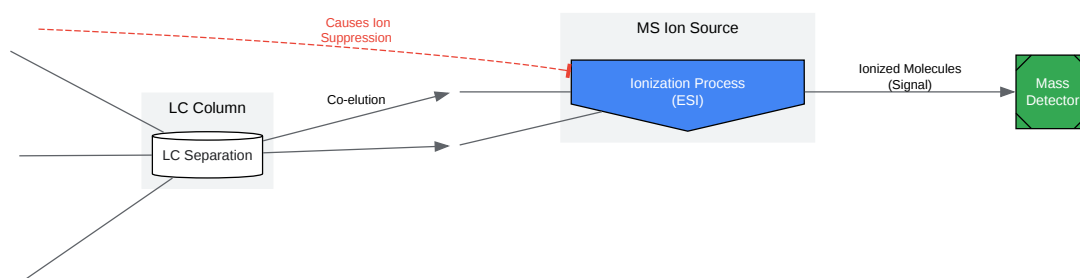 Causes Ion
Suppression
MS Ion Source
Ionization Process
(ESI)
Ionized Molecules
(Signal)
Mass
Detector
LC Column
Co-elution
LC Separation